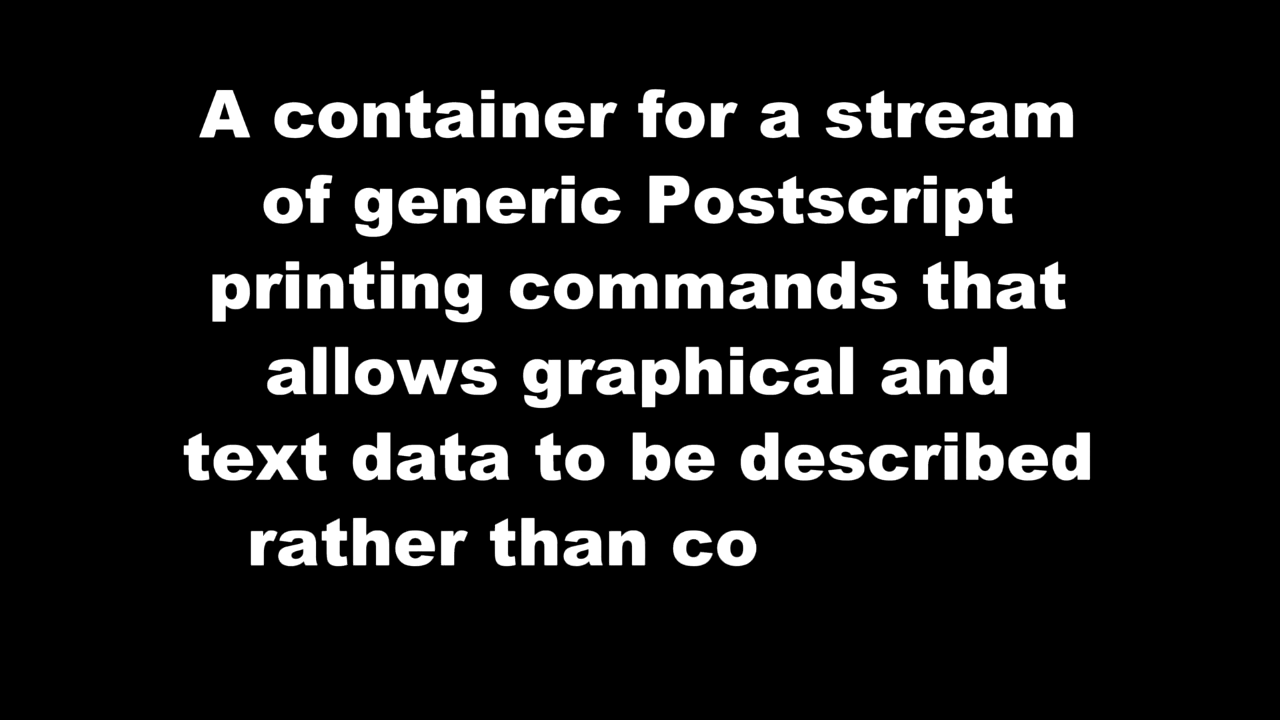 A container for a stream
of generic Postscript
printing commands that
allows graphical and
text data to be described
rather than co